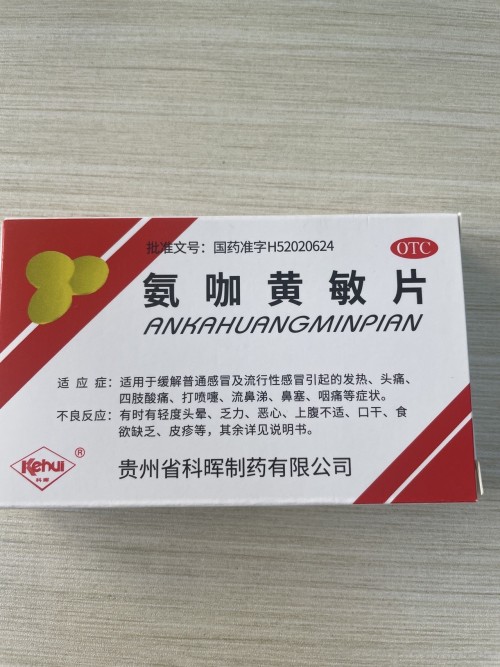 批准文号：国药准字H52020624
OTC
氨咖黄敏片
ANKAHUANGMINPIAN
适应症：适用于缓解普通感冒及流行性感冒引起的发热、头痛、
四肢酸痛、打喷嚏、流鼻涕、鼻塞、咽痛等症状。
不良反应：有时有轻度头晕、乏力、恶心、上腹不适、口干、食
欲缺乏、皮疹等，其余详见说明书。
Kehui®
科辉
贵州省科晖制药有限公司